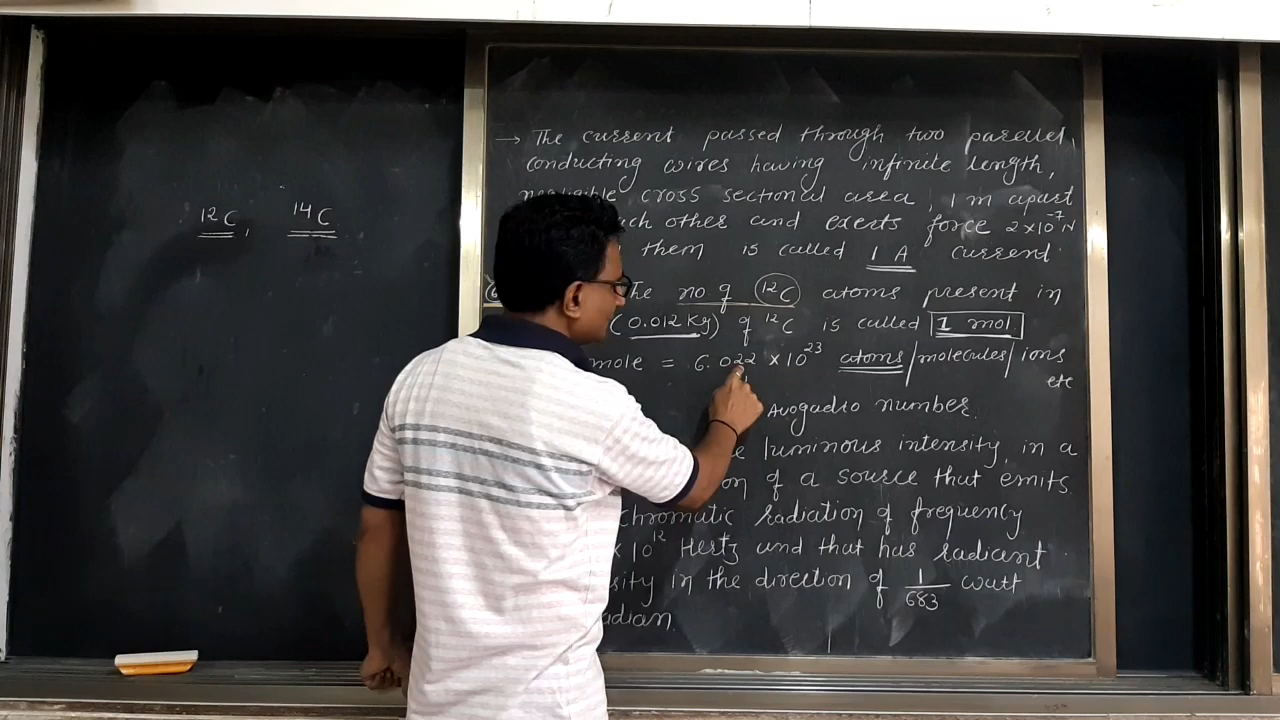 12C, 14C
→ The current passed through two parellel,
conducting wires having infinite length,
negligible cross sectional area, 1 m apart
each other and exerts force 2×10⁻⁷ N
them is called 1 A current.
The no. of ¹²C atoms present in
(0.012 Kg) of ¹²C is called 1 mol.
mole = 6.022 × 10²³ atoms/molecules/ions
etc
Avogadro number.
luminous intensity, in a
of a source that emits
chromatic radiation of frequency
× 10¹² Hertz and that has radiant
in the direction of 1/683 watt